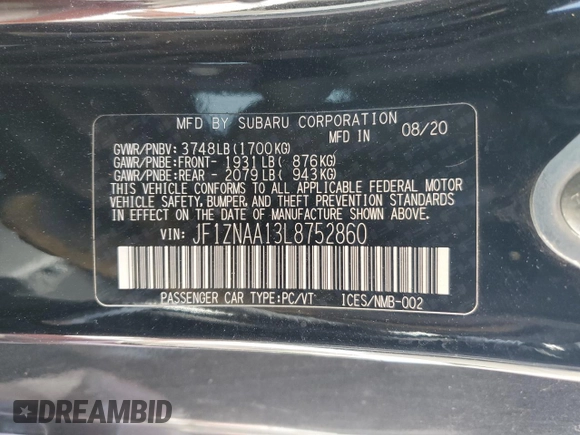 MFD BY SUBARU CORPORATION
MFD IN 08/20
GVWR/PNBV: 3748LB(1700KG)
GAWR/PNBE:FRONT- 1931LB( 876KG)
GAWR/PNBE:REAR - 2079LB( 943KG)
THIS VEHICLE CONFORMS TO ALL APPLICABLE FEDERAL MOTOR
VEHICLE SAFETY, BUMPER, AND THEFT PREVENTION STANDARDS
IN EFFECT ON THE DATE OF MANUFACTURE SHOWN ABOVE.
VIN: JF1ZNAA13L8752860
PASSENGER CAR TYPE:PC/VT ICES/NMB-002
DREAMBID